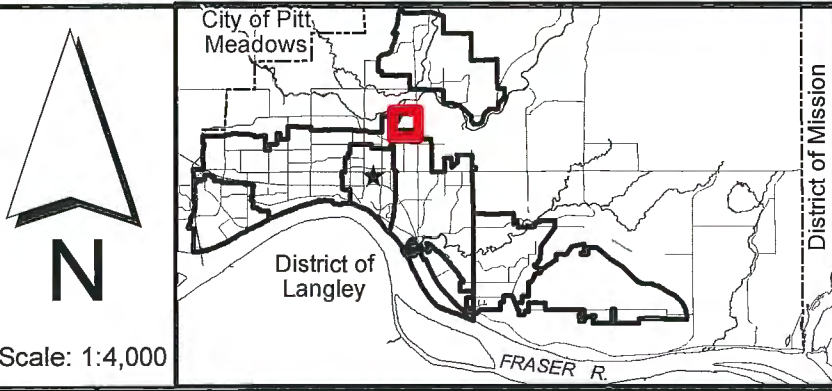 City of Pitt
Meadows
District of Mission
N
District of
Langley
Scale: 1:4,000
FRASER R.